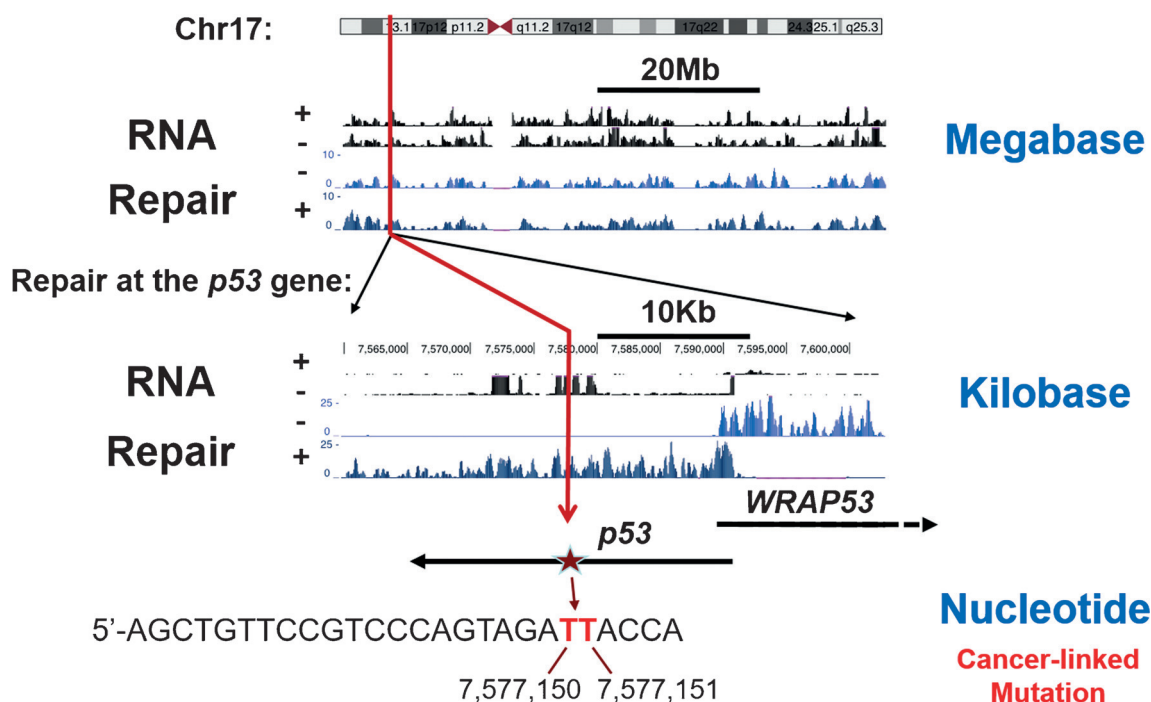 Chr17:
13.1 17p12 p11.2 q11.2 17q12 17q22 24.3 25.1 q25.3
20Mb
RNA
+
-
Megabase
10 -
0
-
Repair
10 -
0
+
Repair at the p53 gene:
10Kb
7,565,000| 7,570,000| 7,575,000| 7,580,000| 7,585,000| 7,590,000| 7,595,000| 7,600,000|
RNA
+
-
Kilobase
25 -
0
-
Repair
25
0
+
WRAP53
p53
Nucleotide
5'-AGCTGTTCCGTCCCAGTAGATTACCA
Cancer-linked
Mutation
7,577,150 7,577,151